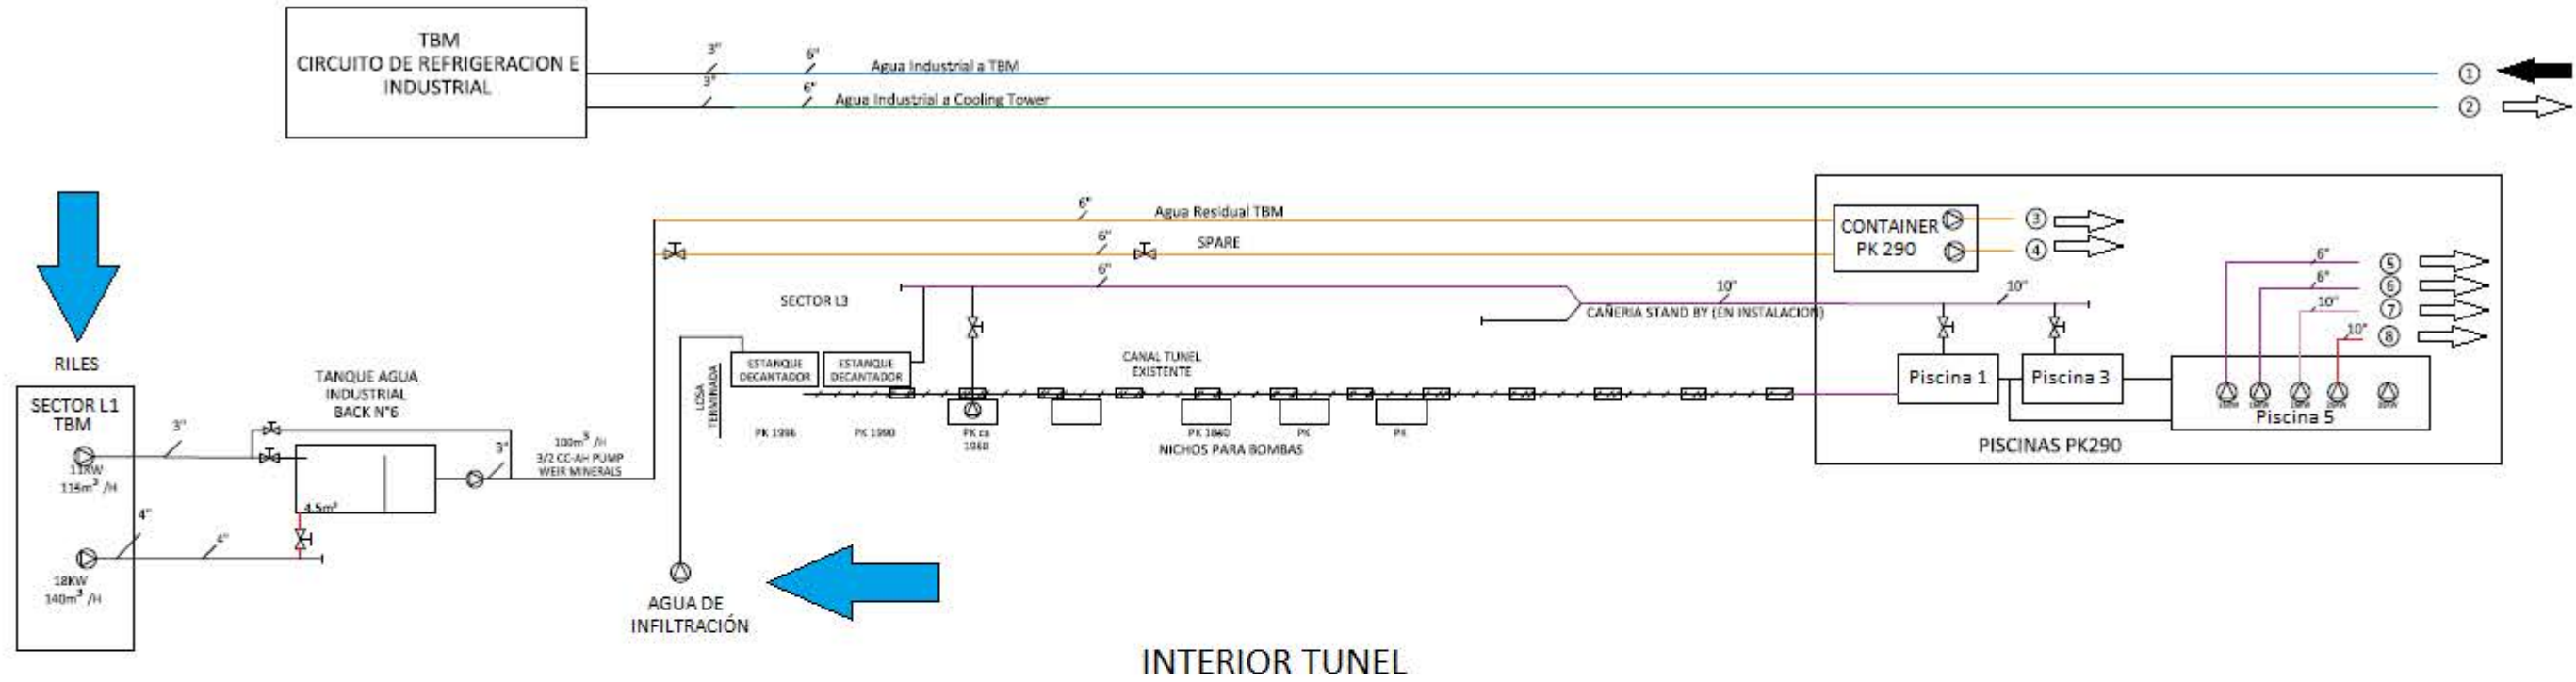 TBM
CIRCUITO DE REFRIGERACION E
INDUSTRIAL
3"
6"
Agua Industrial a TBM
1
3"
6"
Agua Industrial a Cooling Tower
2
6"
Agua Residual TBM
6"
SPARE
6"
CONTAINER
PK 290
3
4
6"
5
6"
6
10"
7
10"
8
SECTOR L3
10"
10"
CAÑERIA STAND BY (EN INSTALACION)
RILES
SECTOR L1
TBM
11KW
114m³ /H
18KW
140m³ /H
3"
4"
4"
TANQUE AGUA
INDUSTRIAL
BACK N°6
4.5m³
3"
100m³ /H
3/2 CC-AH PUMP
WEIR MINERALS
LOSA
TERMINADA
ESTANQUE
DECANTADOR
ESTANQUE
DECANTADOR
CANAL TUNEL
EXISTENTE
PK 1996
PK 1990
PK ca
1960
PK 1860
PK
PK
NICHOS PARA BOMBAS
Piscina 1
Piscina 3
Piscina 5
PISCINAS PK290
AGUA DE
INFILTRACIÓN
INTERIOR TUNEL